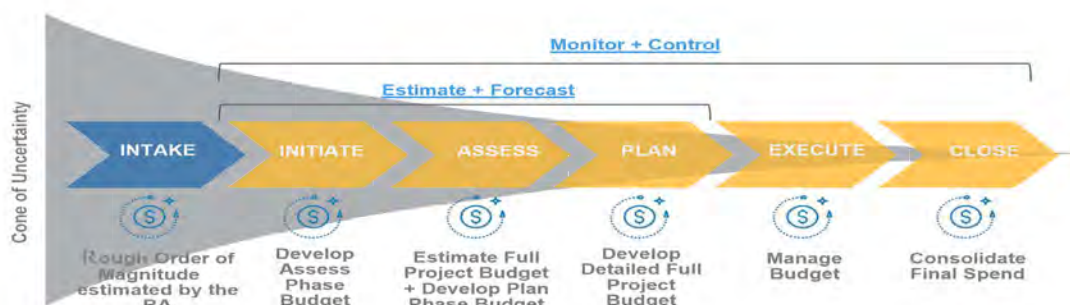 Monitor + Control
Estimate + Forecast
Cone of Uncertainty
INTAKE
INITIATE
ASSESS
PLAN
EXECUTE
CLOSE
Rough Order of
Magnitude
estimated by the
BA
Develop
Assess
Phase
Budget
Estimate Full
Project Budget
+ Develop Plan
Phase Budget
Develop
Detailed Full
Project
Budget
Manage
Budget
Consolidate
Final Spend